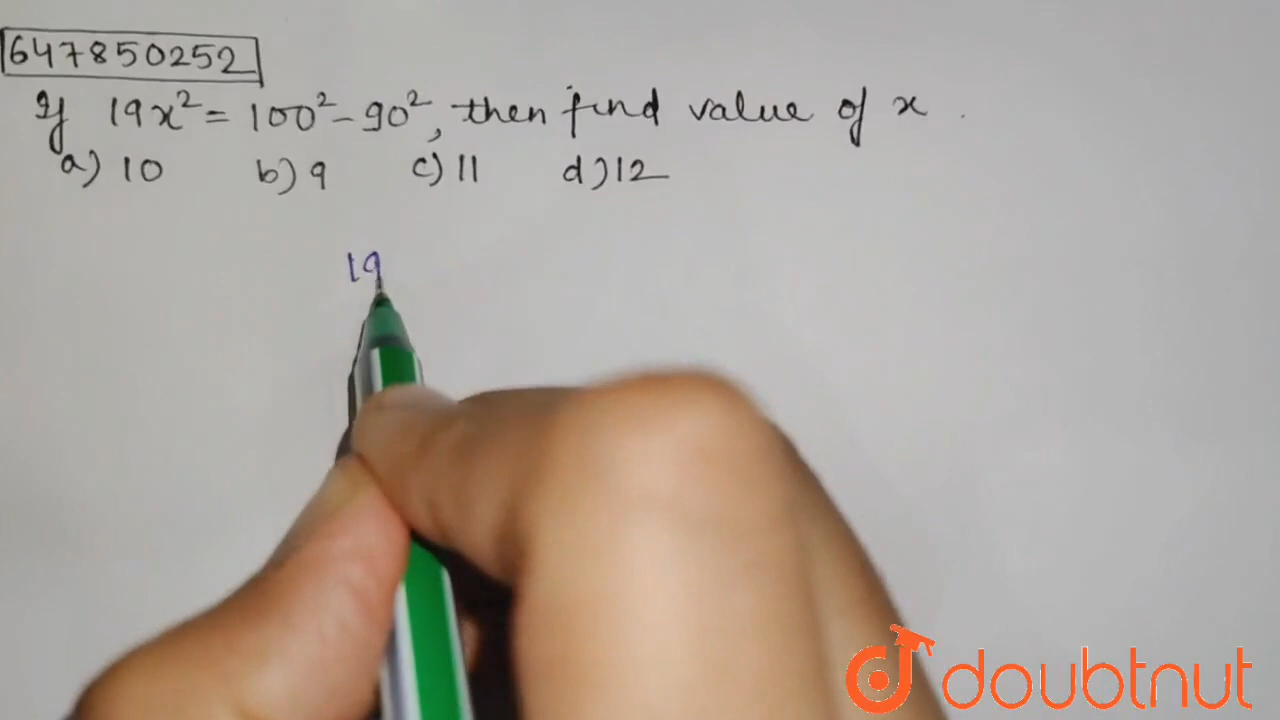 647850252
If 19x² = 100² - 90², then find value of x.
a) 10 b) 9 c) 11 d) 12
19
doubtnut